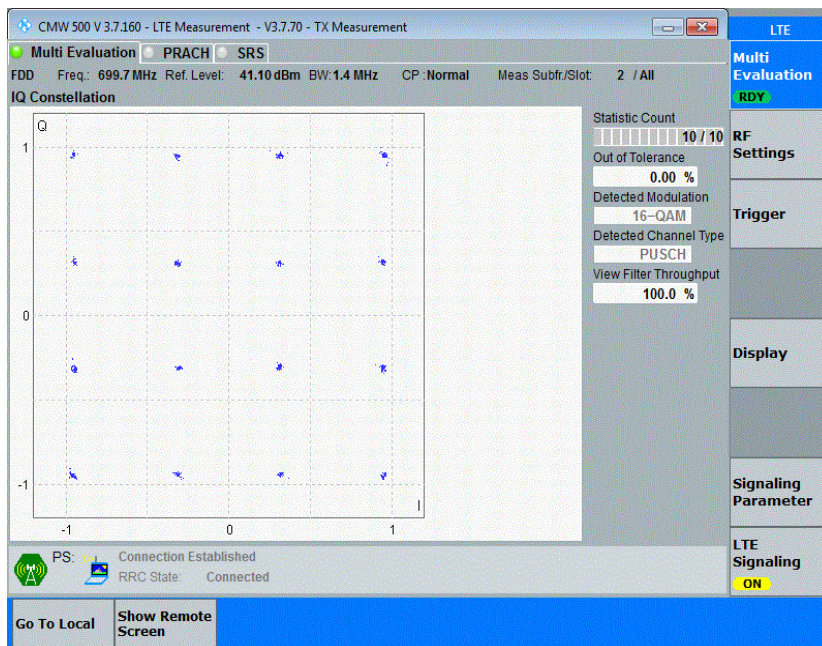 CMW 500 V 3.7.160 - LTE Measurement - V3.7.70 - TX Measurement
LTE
Multi Evaluation PRACH SRS
Multi
Evaluation
RDY
FDD Freq.: 699.7 MHz Ref. Level: 41.10 dBm BW: 1.4 MHz CP : Normal Meas Subfr./Slot: 2 / All
IQ Constellation
Q
1
0
-1
-1 0 1
I
Statistic Count
10 / 10
Out of Tolerance
0.00 %
Detected Modulation
16-QAM
Detected Channel Type
PUSCH
View Filter Throughput
100.0 %
RF
Settings
Trigger
Display
Signaling
Parameter
LTE
Signaling
ON
PS: Connection Established
RRC State: Connected
Go To Local
Show Remote
Screen